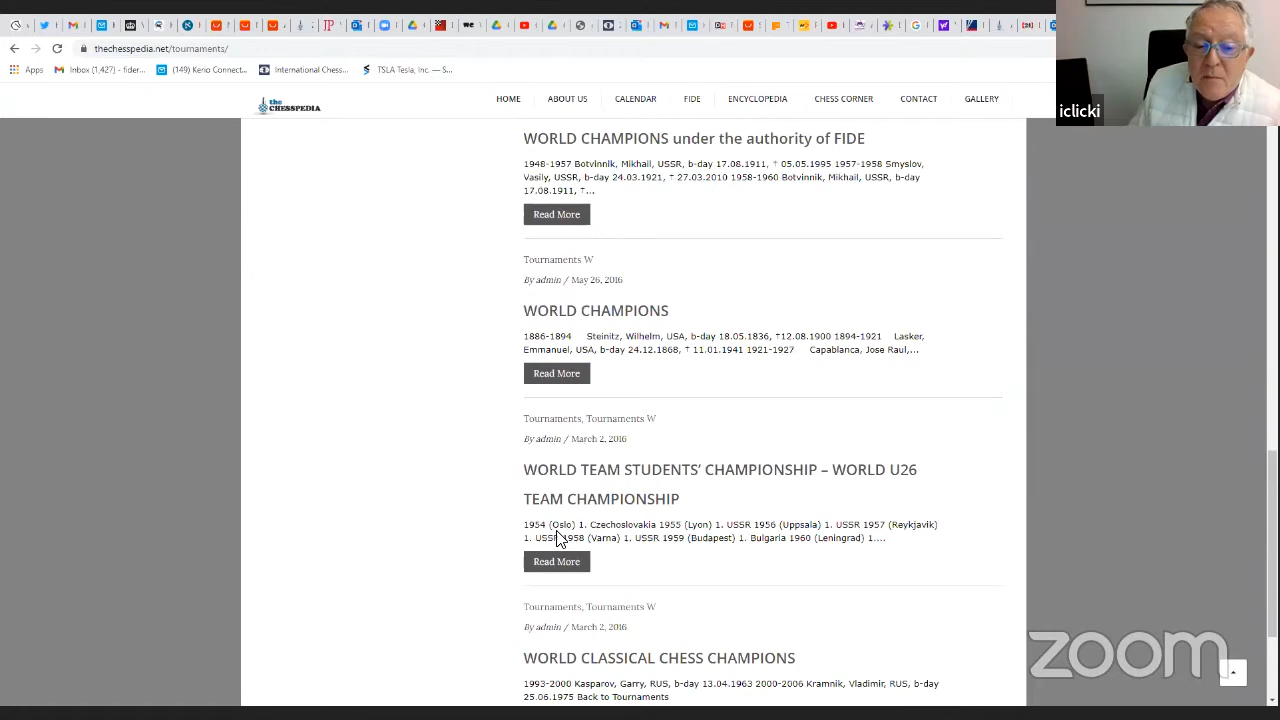 thechesspedia.net/tournaments/
Apps
Inbox (1,427) - fider...
(149) Keno Connect...
International Chess...
TSLA Tesla, Inc. — S...
the CHESSPEDIA
HOME
ABOUT US
CALENDAR
FIDE
ENCYCLOPEDIA
CHESS CORNER
CONTACT
GALLERY
iclicki
WORLD CHAMPIONS under the authority of FIDE
1948-1957 Botvinnik, Mikhail, USSR, b-day 17.08.1911, † 05.05.1995 1957-1958 Smyslov,
Vasily, USSR, b-day 24.03.1921, † 27.03.2010 1958-1960 Botvinnik, Mikhail, USSR, b-day
17.08.1911, †...
Read More
Tournaments W
By admin / May 26, 2016
WORLD CHAMPIONS
1886-1894 Steinitz, Wilhelm, USA, b-day 18.05.1836, †12.08.1900 1894-1921 Lasker,
Emmanuel, USA, b-day 24.12.1868, † 11.01.1941 1921-1927 Capablanca, Jose Raul,...
Read More
Tournaments, Tournaments W
By admin / March 2, 2016
WORLD TEAM STUDENTS' CHAMPIONSHIP – WORLD U26
TEAM CHAMPIONSHIP
1954 (Oslo) 1. Czechoslovakia 1955 (Lyon) 1. USSR 1956 (Uppsala) 1. USSR 1957 (Reykjavik)
1. USSR 1958 (Varna) 1. USSR 1959 (Budapest) 1. Bulgaria 1960 (Leningrad) 1....
Read More
Tournaments, Tournaments W
By admin / March 2, 2016
WORLD CLASSICAL CHESS CHAMPIONS
1993-2000 Kasparov, Garry, RUS, b-day 13.04.1963 2000-2006 Kramnik, Vladimir, RUS, b-day
25.06.1975 Back to Tournaments
zoom